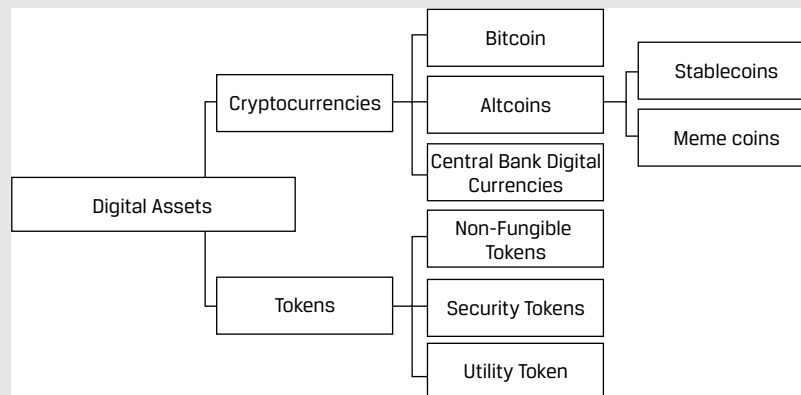 Bitcoin
Stablecoins
Cryptocurrencies
Altcoins
Meme coins
Central Bank Digital
Currencies
Digital Assets
Non-Fungible
Tokens
Tokens
Security Tokens
Utility Token